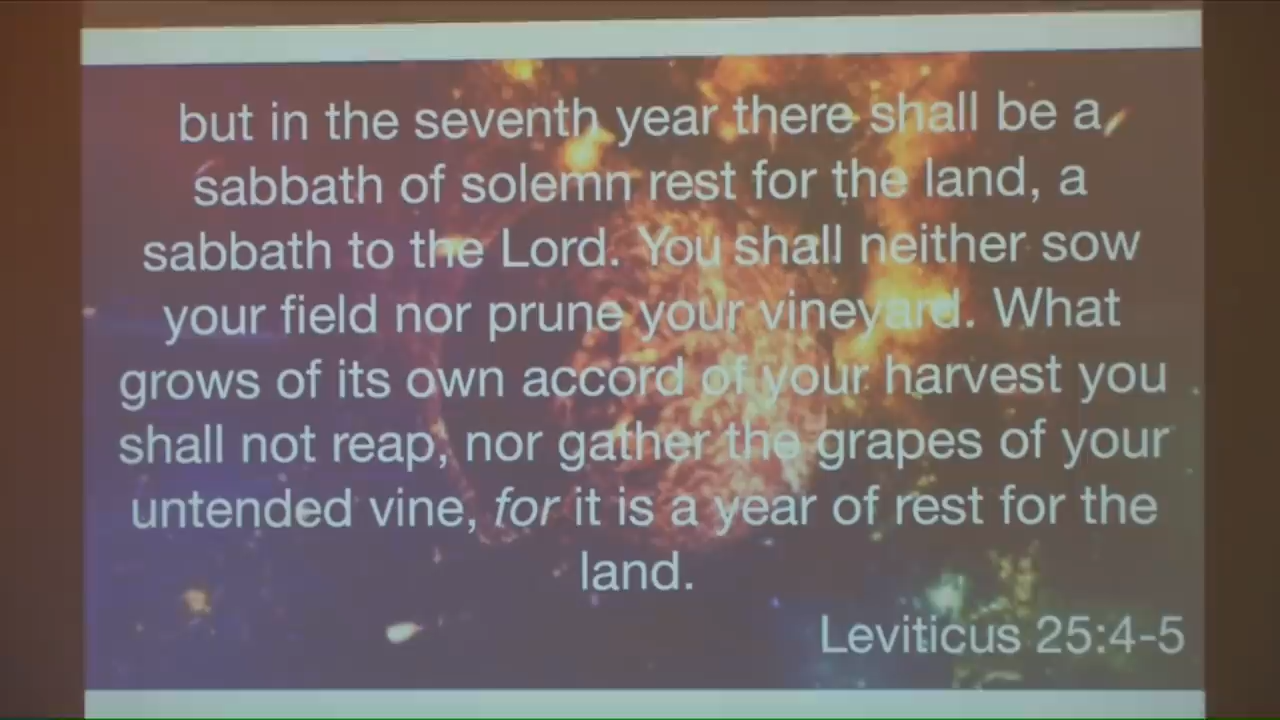 but in the seventh year there shall be a
sabbath of solemn rest for the land, a
sabbath to the Lord. You shall neither sow
your field nor prune your vineyard. What
grows of its own accord of your harvest you
shall not reap, nor gather the grapes of your
untended vine, for it is a year of rest for the
land.
Leviticus 25:4-5